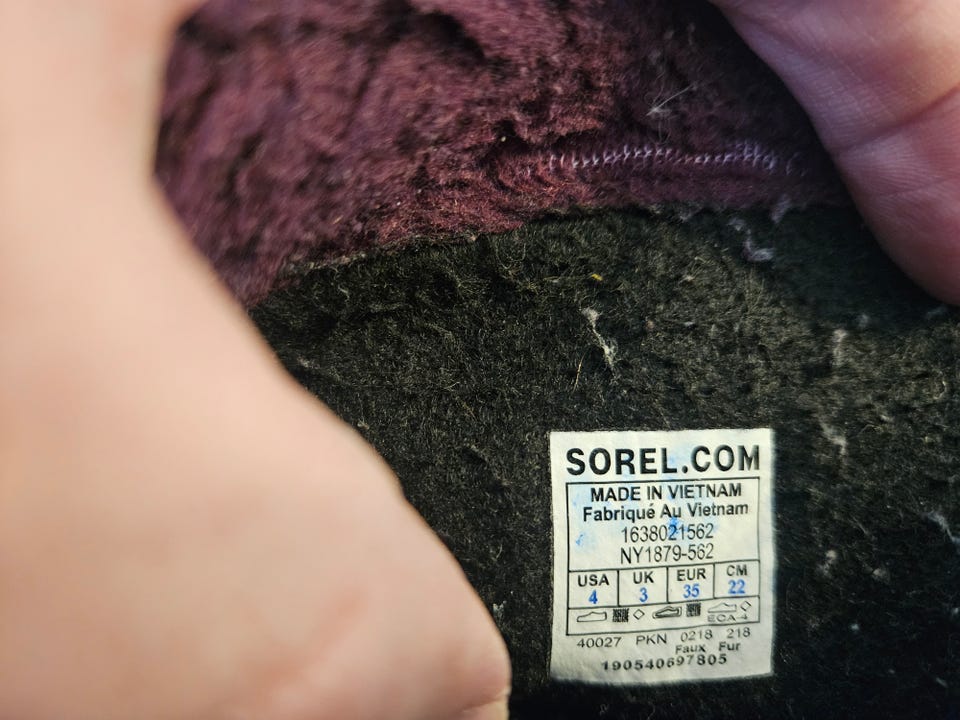 SOREL.COM
MADE IN VIETNAM
Fabriqué Au Vietnam
1638021562
NY1879-562
USA UK EUR CM
4 3 35 22
ECA-4
40027 PKN 0218 218
Faux Fur
190540697805